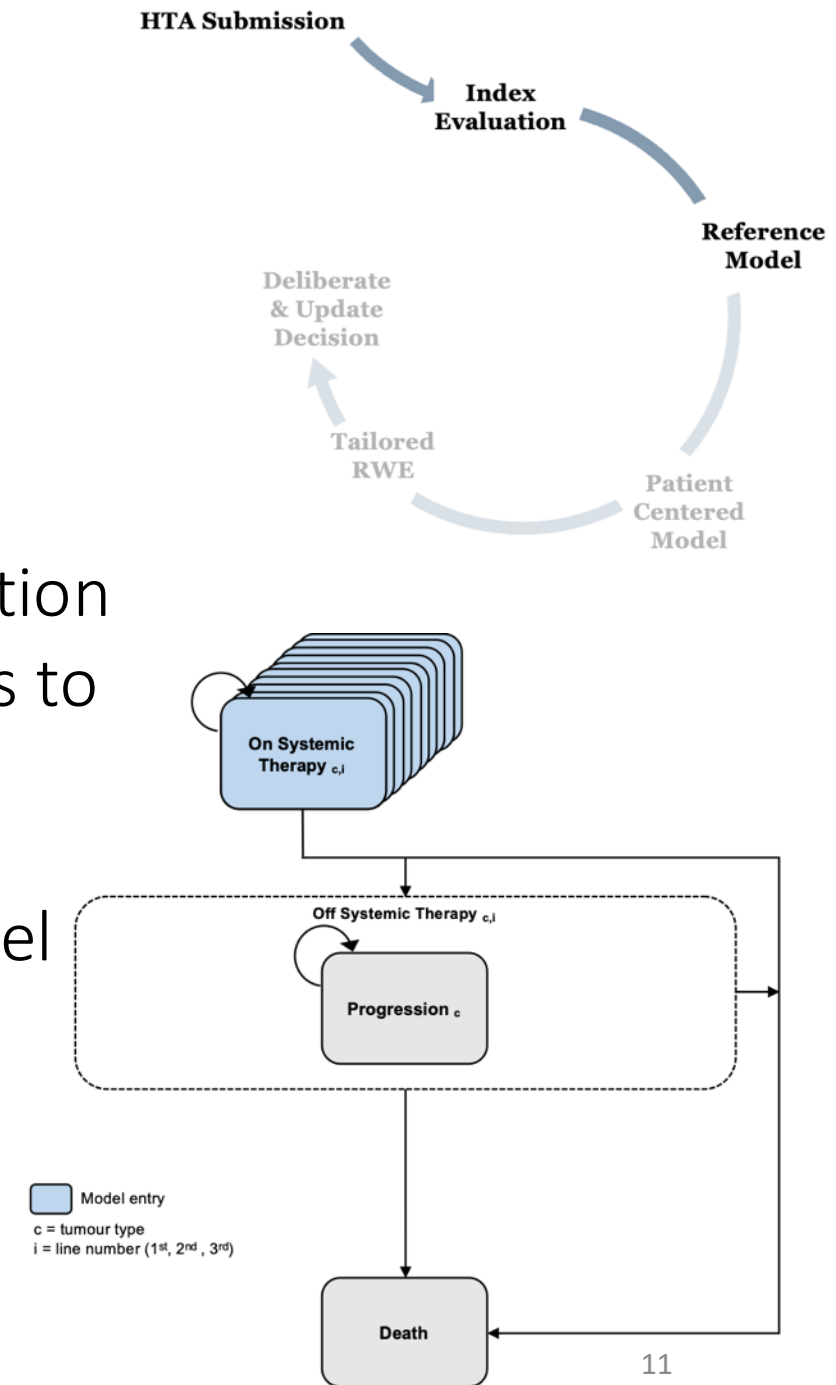 HTA Submission
Index
Evaluation
Reference
Model
Deliberate
& Update
Decision
Tailored
RWE
Patient
Centered
Model
tion
s to
el
On Systemic
Therapy c,i
Off Systemic Therapy c,i
Progression c
Model entry
c = tumour type
i = line number (1st, 2nd , 3rd)
Death
11